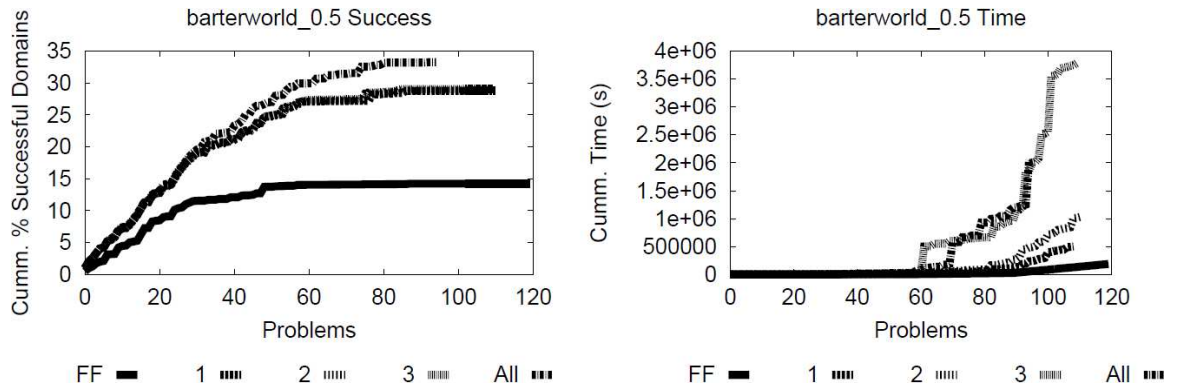 barterworld_0.5 Success
Cumm. % Successful Domains
35
30
25
20
15
10
5
0
0 20 40 60 80 100 120
Problems
FF 1 2 3 All
barterworld_0.5 Time
Cumm. Time (s)
4e+06
3.5e+06
3e+06
2.5e+06
2e+06
1.5e+06
1e+06
500000
0
0 20 40 60 80 100 120
Problems
FF 1 2 3 All